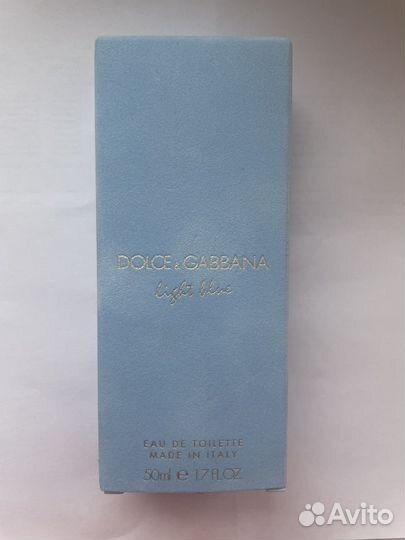 DOLCE & GABBANA
light blue
EAU DE TOILETTE
MADE IN ITALY
50ml e 1.7 FL.OZ.
Avito